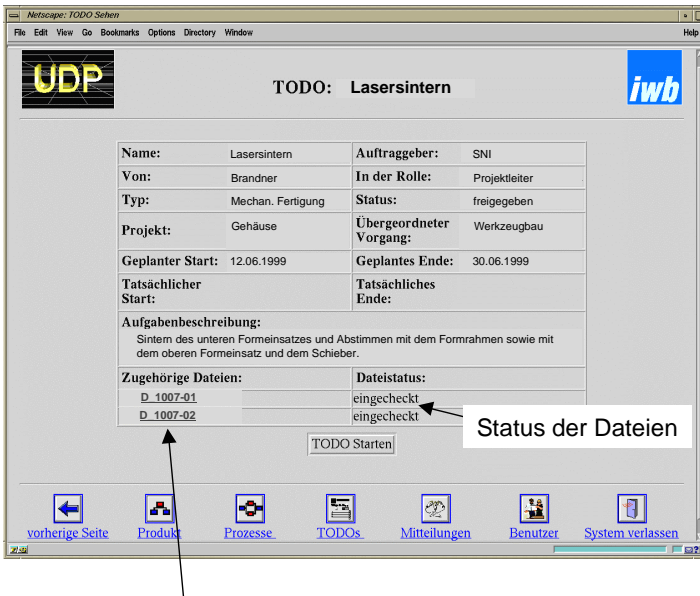 Netscape: TODO Sehen
File Edit View Go Bookmarks Options Directory Window Help
UDP
TODO: Lasersintern
iwb
Name: Lasersintern Auftraggeber: SNI
Von: Brandner In der Rolle: Projektleiter
Typ: Mechan. Fertigung Status: freigegeben
Projekt: Gehäuse Übergeordneter Vorgang: Werkzeugbau
Geplanter Start: 12.06.1999 Geplantes Ende: 30.06.1999
Tatsächlicher Start: Tatsächliches Ende:
Aufgabenbeschreibung:
Sintern des unteren Formeinsatzes und Abstimmen mit dem Formrahmen sowie mit
dem oberen Formeinsatz und dem Schieber.
Zugehörige Dateien: Dateistatus:
D_1007-01 eingecheckt
D_1007-02 eingecheckt
Status der Dateien
TODO Starten
vorherige Seite Produkt Prozesse TODOs Mitteilungen Benutzer System verlassen